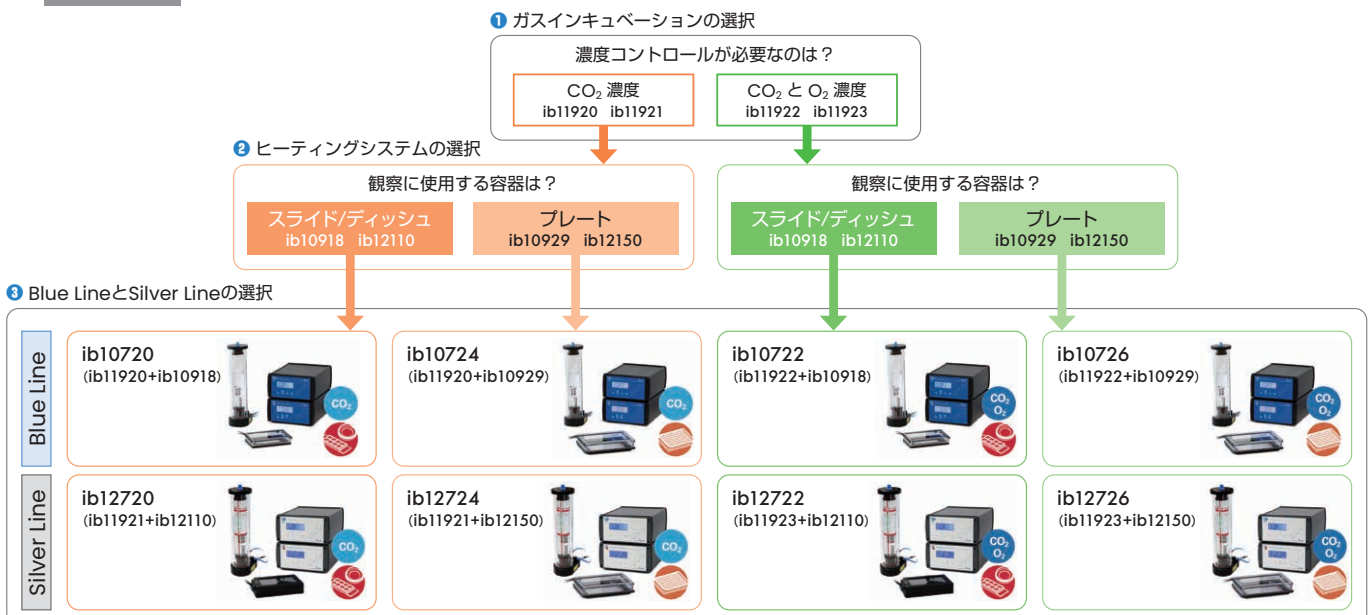 ❶ ガスインキュベーションの選択
濃度コントロールが必要なのは？
CO₂ 濃度
ib11920 ib11921
CO₂ と O₂ 濃度
ib11922 ib11923
❷ ヒーティングシステムの選択
観察に使用する容器は？
スライド/ディッシュ
ib10918 ib12110
プレート
ib10929 ib12150
観察に使用する容器は？
スライド/ディッシュ
ib10918 ib12110
プレート
ib10929 ib12150
❸ Blue LineとSilver Lineの選択
Blue Line
ib10720
（ib11920+ib10918）
CO₂
ib10724
（ib11920+ib10929）
CO₂
ib10722
（ib11922+ib10918）
CO₂
O₂
ib10726
（ib11922+ib10929）
CO₂
O₂
Silver Line
ib12720
（ib11921+ib12110）
CO₂
ib12724
（ib11921+ib12150）
CO₂
ib12722
（ib11923+ib12110）
CO₂
O₂
ib12726
（ib11923+ib12150）
CO₂
O₂